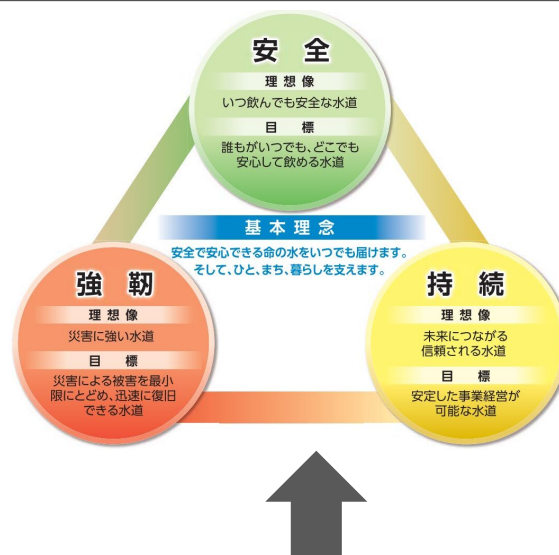 安 全
理 想 像
いつ飲んでも安全な水道
目 標
誰もがいつでも、どこでも
安心して飲める水道
基 本 理 念
安全で安心できる命の水をいつでも届けます。
そして、ひと、まち、暮らしを支えます。
強 靭
理 想 像
災害に強い水道
目 標
災害による被害を最小
限にとどめ、迅速に復旧
できる水道
持 続
理 想 像
未来につながる
信頼される水道
目 標
安定した事業経営が
可能な水道